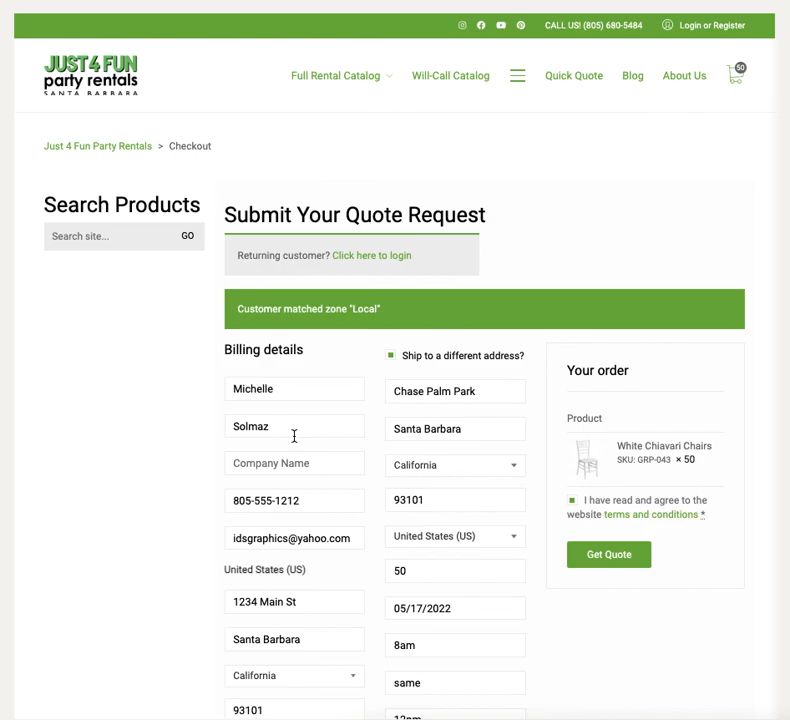 CALL US! (805) 680-5484
Login or Register
JUST 4 FUN
party rentals
SANTA BARBARA
Full Rental Catalog
Will-Call Catalog
Quick Quote
Blog
About Us
50
Just 4 Fun Party Rentals > Checkout
Search Products
Search site...
GO
Submit Your Quote Request
Returning customer? Click here to login
Customer matched zone "Local"
Billing details
Michelle
Solmaz
Company Name
805-555-1212
idsgraphics@yahoo.com
United States (US)
1234 Main St
Santa Barbara
California
93101
Ship to a different address?
Chase Palm Park
Santa Barbara
California
93101
United States (US)
50
05/17/2022
8am
same
Your order
Product
White Chiavari Chairs
SKU: GRP-043 × 50
I have read and agree to the
website terms and conditions *
Get Quote